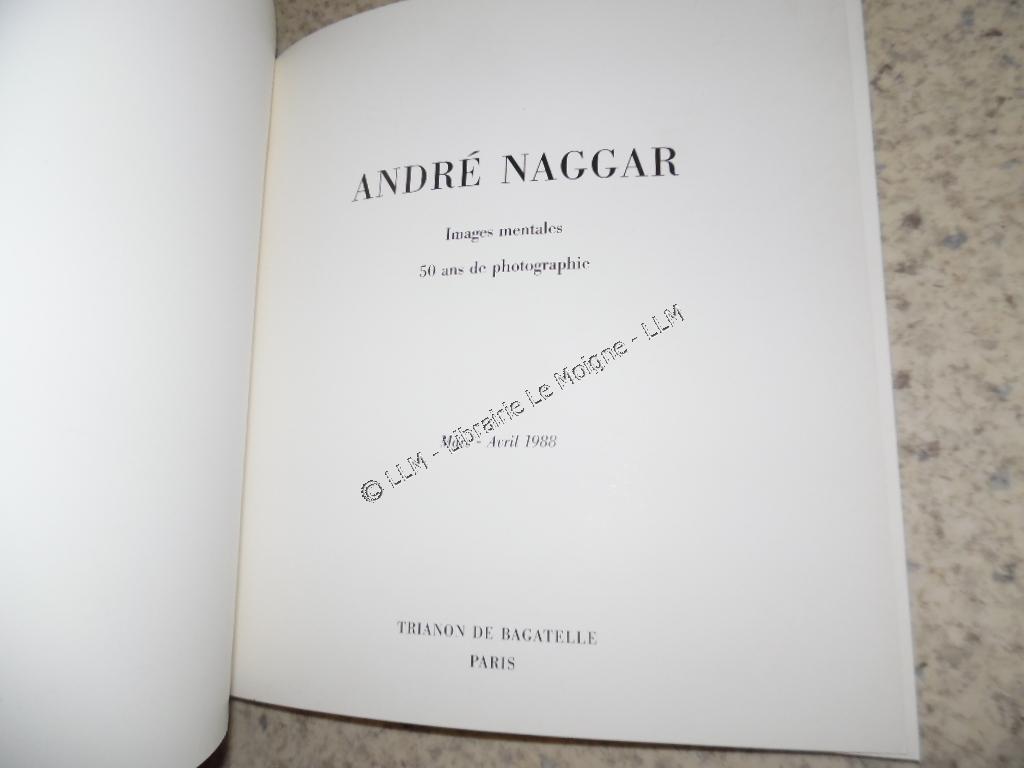 ANDRÉ NAGGAR
Images mentales
50 ans de photographie
© LLM - Librairie Le Moigne - LLM
- Avril 1988
TRIANON DE BAGATELLE
PARIS